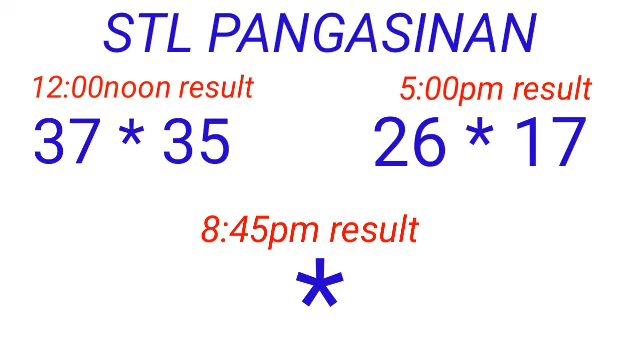 STL PANGASINAN
12:00noon result 5:00pm result
37 * 35 26 * 17
8:45pm result
*